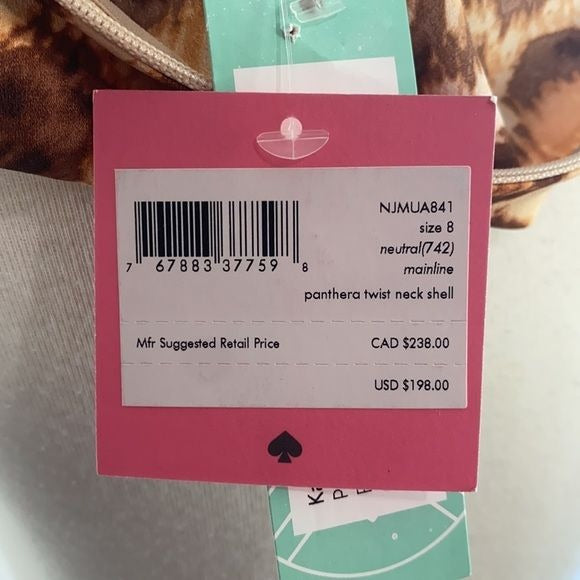 NJMUA841
size 8
neutral(742)
mainline
7 67883 37759 8
panthera twist neck shell
Mfr Suggested Retail Price CAD $238.00
USD $198.00